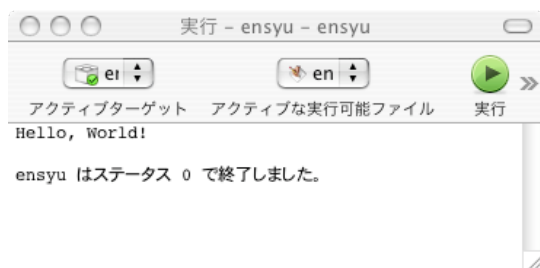 実行 – ensyu – ensyu
en
アクティブターゲット アクティブな実行可能ファイル 実行
Hello, World!
ensyu はステータス 0 で終了しました。